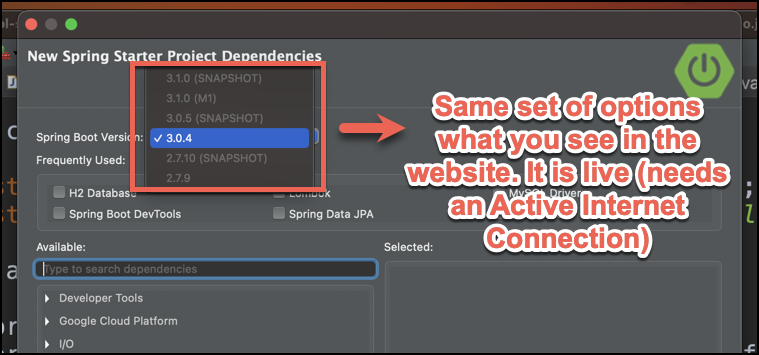 New Spring Starter Project Dependencies
3.1.0 (SNAPSHOT)
3.1.0 (M1)
3.0.5 (SNAPSHOT)
Spring Boot Version: ✓ 3.0.4
Frequently Used: 2.7.10 (SNAPSHOT)
2.7.9
Same set of options
what you see in the
website. It is live (needs
an Active Internet
Connection)
H2 Database Lombok MySQL Driver
Spring Boot DevTools Spring Data JPA
Available: Selected:
Type to search dependencies
Developer Tools
Google Cloud Platform
I/O